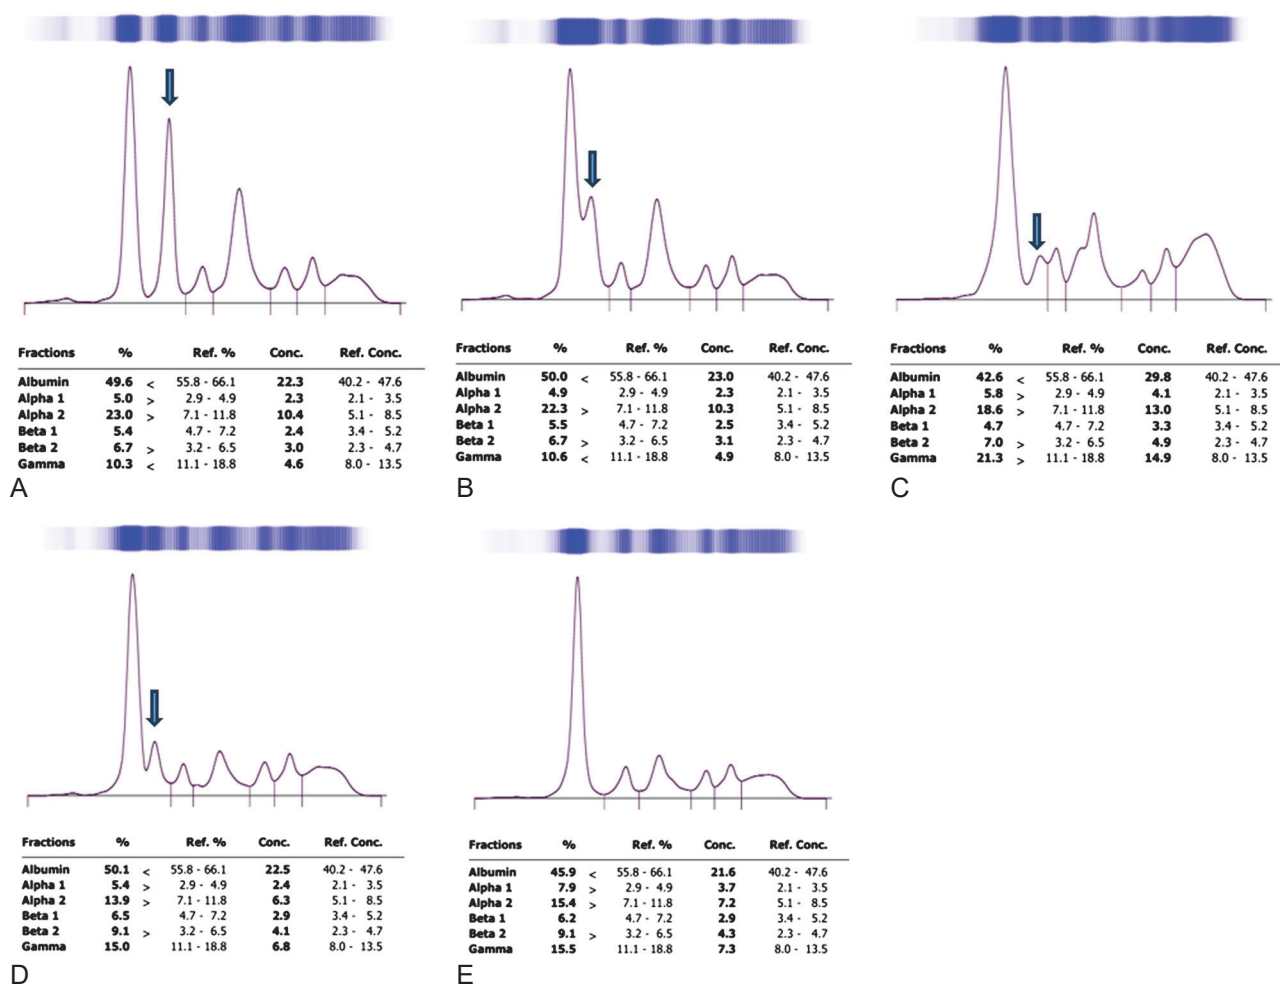 Fractions % Ref. % Conc. Ref. Conc.
Albumin 49.6 < 55.8 - 66.1 22.3 40.2 - 47.6
Alpha 1 5.0 > 2.9 - 4.9 2.3 2.1 - 3.5
Alpha 2 23.0 > 7.1 - 11.8 10.4 5.1 - 8.5
Beta 1 5.4 4.7 - 7.2 2.4 3.4 - 5.2
Beta 2 6.7 > 3.2 - 6.5 3.0 2.3 - 4.7
Gamma 10.3 < 11.1 - 18.8 4.6 8.0 - 13.5
A
Fractions % Ref. % Conc. Ref. Conc.
Albumin 50.0 < 55.8 - 66.1 23.0 40.2 - 47.6
Alpha 1 4.9 2.9 - 4.9 2.3 2.1 - 3.5
Alpha 2 22.3 > 7.1 - 11.8 10.3 5.1 - 8.5
Beta 1 5.5 4.7 - 7.2 2.5 3.4 - 5.2
Beta 2 6.7 > 3.2 - 6.5 3.1 2.3 - 4.7
Gamma 10.6 < 11.1 - 18.8 4.9 8.0 - 13.5
B
Fractions % Ref. % Conc. Ref. Conc.
Albumin 42.6 < 55.8 - 66.1 29.8 40.2 - 47.6
Alpha 1 5.8 > 2.9 - 4.9 4.1 2.1 - 3.5
Alpha 2 18.6 > 7.1 - 11.8 13.0 5.1 - 8.5
Beta 1 4.7 4.7 - 7.2 3.3 3.4 - 5.2
Beta 2 7.0 > 3.2 - 6.5 4.9 2.3 - 4.7
Gamma 21.3 > 11.1 - 18.8 14.9 8.0 - 13.5
C
Fractions % Ref. % Conc. Ref. Conc.
Albumin 50.1 < 55.8 - 66.1 22.5 40.2 - 47.6
Alpha 1 5.4 > 2.9 - 4.9 2.4 2.1 - 3.5
Alpha 2 13.9 > 7.1 - 11.8 6.3 5.1 - 8.5
Beta 1 6.5 4.7 - 7.2 2.9 3.4 - 5.2
Beta 2 9.1 > 3.2 - 6.5 4.1 2.3 - 4.7
Gamma 15.0 11.1 - 18.8 6.8 8.0 - 13.5
D
Fractions % Ref. % Conc. Ref. Conc.
Albumin 45.9 < 55.8 - 66.1 21.6 40.2 - 47.6
Alpha 1 7.9 > 2.9 - 4.9 3.7 2.1 - 3.5
Alpha 2 15.4 > 7.1 - 11.8 7.2 5.1 - 8.5
Beta 1 6.2 4.7 - 7.2 2.9 3.4 - 5.2
Beta 2 9.1 > 3.2 - 6.5 4.3 2.3 - 4.7
Gamma 15.5 11.1 - 18.8 7.3 8.0 - 13.5
E